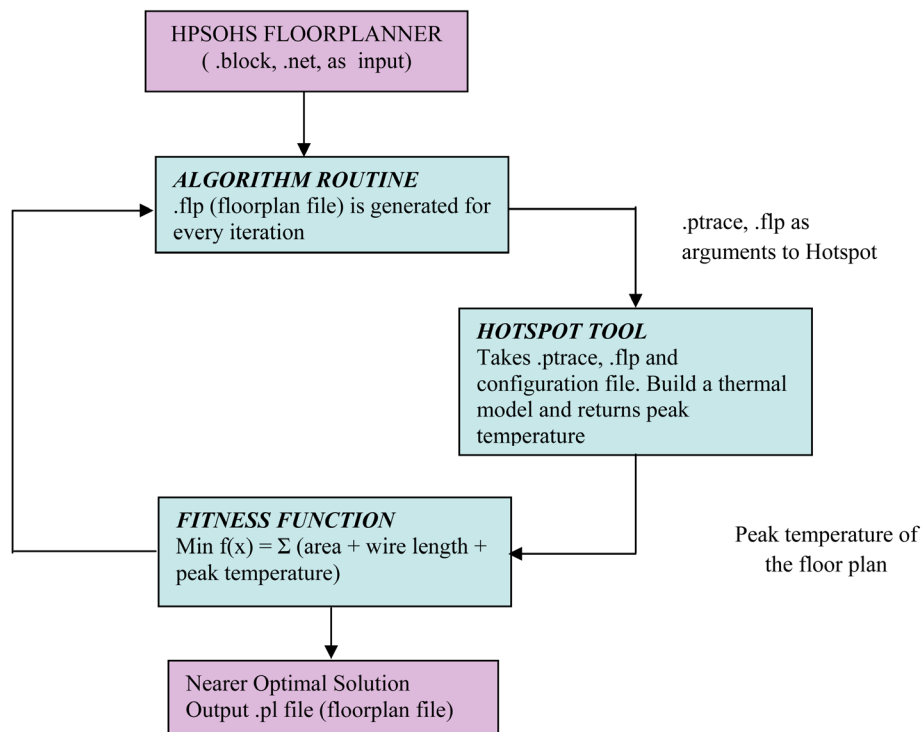 HPSOHS FLOORPLANNER
( .block, .net, as  input)
ALGORITHM ROUTINE
.flp (floorplan file) is generated for
every iteration
.ptrace, .flp as
arguments to Hotspot
HOTSPOT TOOL
Takes .ptrace, .flp and
configuration file. Build a thermal
model and returns peak
temperature
FITNESS FUNCTION
Min f(x) = Σ (area + wire length +
peak temperature)
Peak temperature of
the floor plan
Nearer Optimal Solution
Output .pl file (floorplan file)